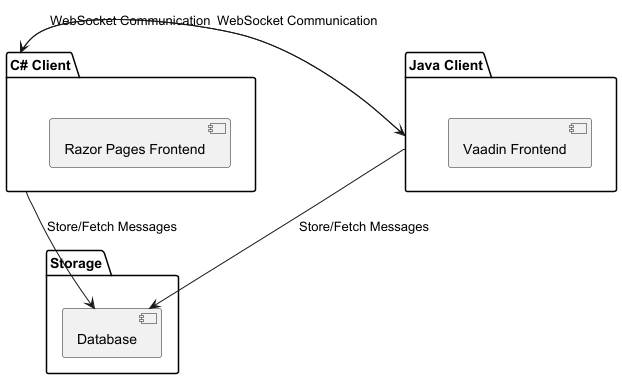 WebSocket Communication WebSocket Communication
C# Client
Java Client
Razor Pages Frontend
Vaadin Frontend
Store/Fetch Messages
Store/Fetch Messages
Storage
Database